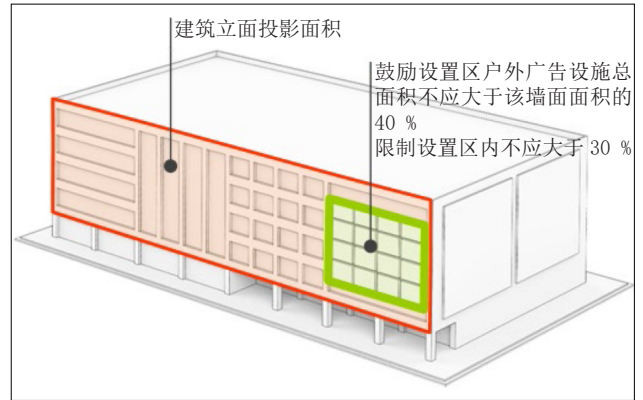 建筑立面投影面积
鼓励设置区户外广告设施总
面积不应大于该墙面面积的
40 %
限制设置区内不应大于 30 %